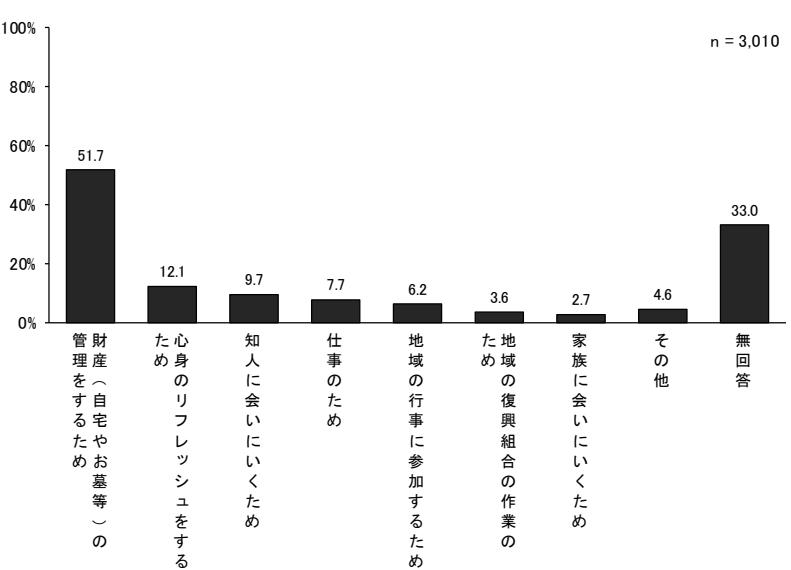 100%
n = 3,010
80%
60%
40%
20%
0%
51.7
12.1
9.7
7.7
6.2
3.6
2.7
4.6
33.0
財産（自宅やお墓等）の
管理をするため
心身のリフレッシュをする
ため
知人に会いにいくため
仕事のため
地域の行事に参加するため
地域の復興組合の作業の
ため
家族に会いにいくため
その他
無回答